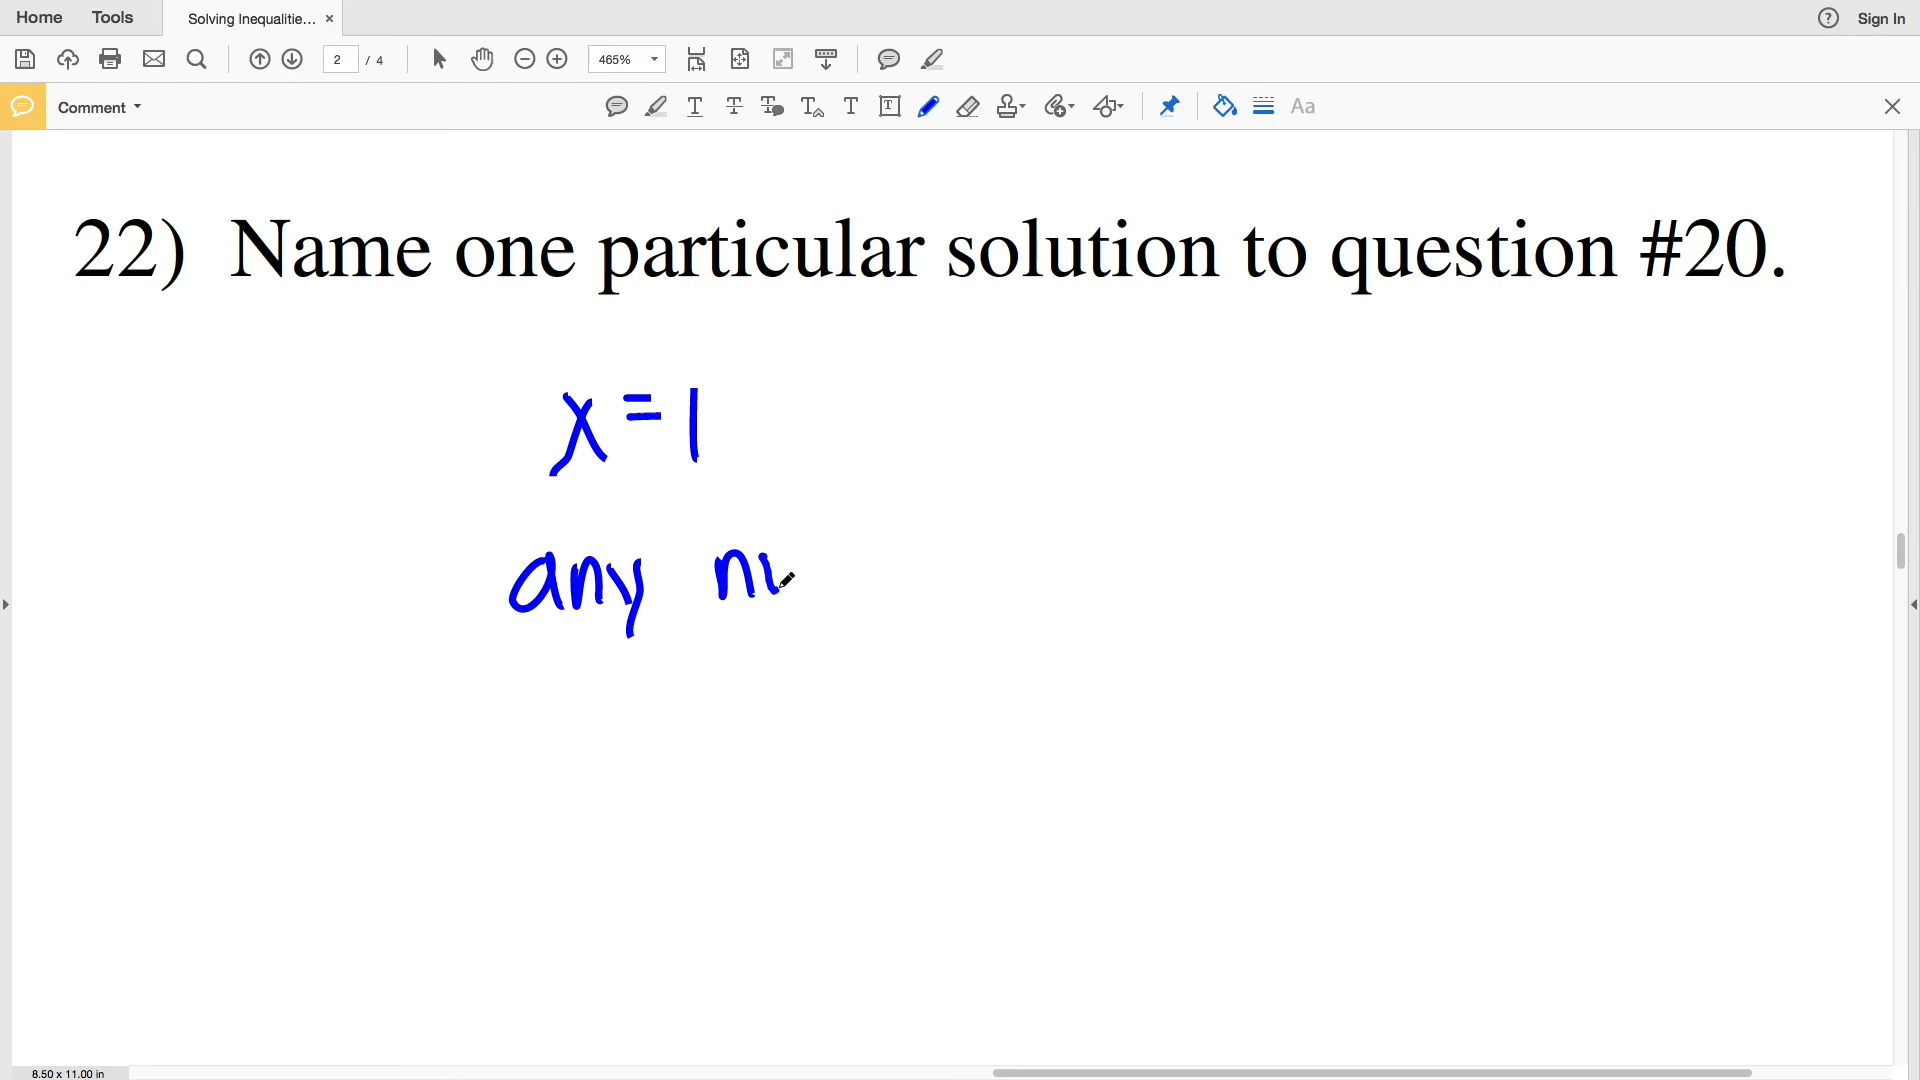 Home Tools Solving Inequalitie... × ? Sign In
2 / 4 465%
Comment T T T T T T Aa
22) Name one particular solution to question #20.
x = 1
any
8.50 x 11.00 in